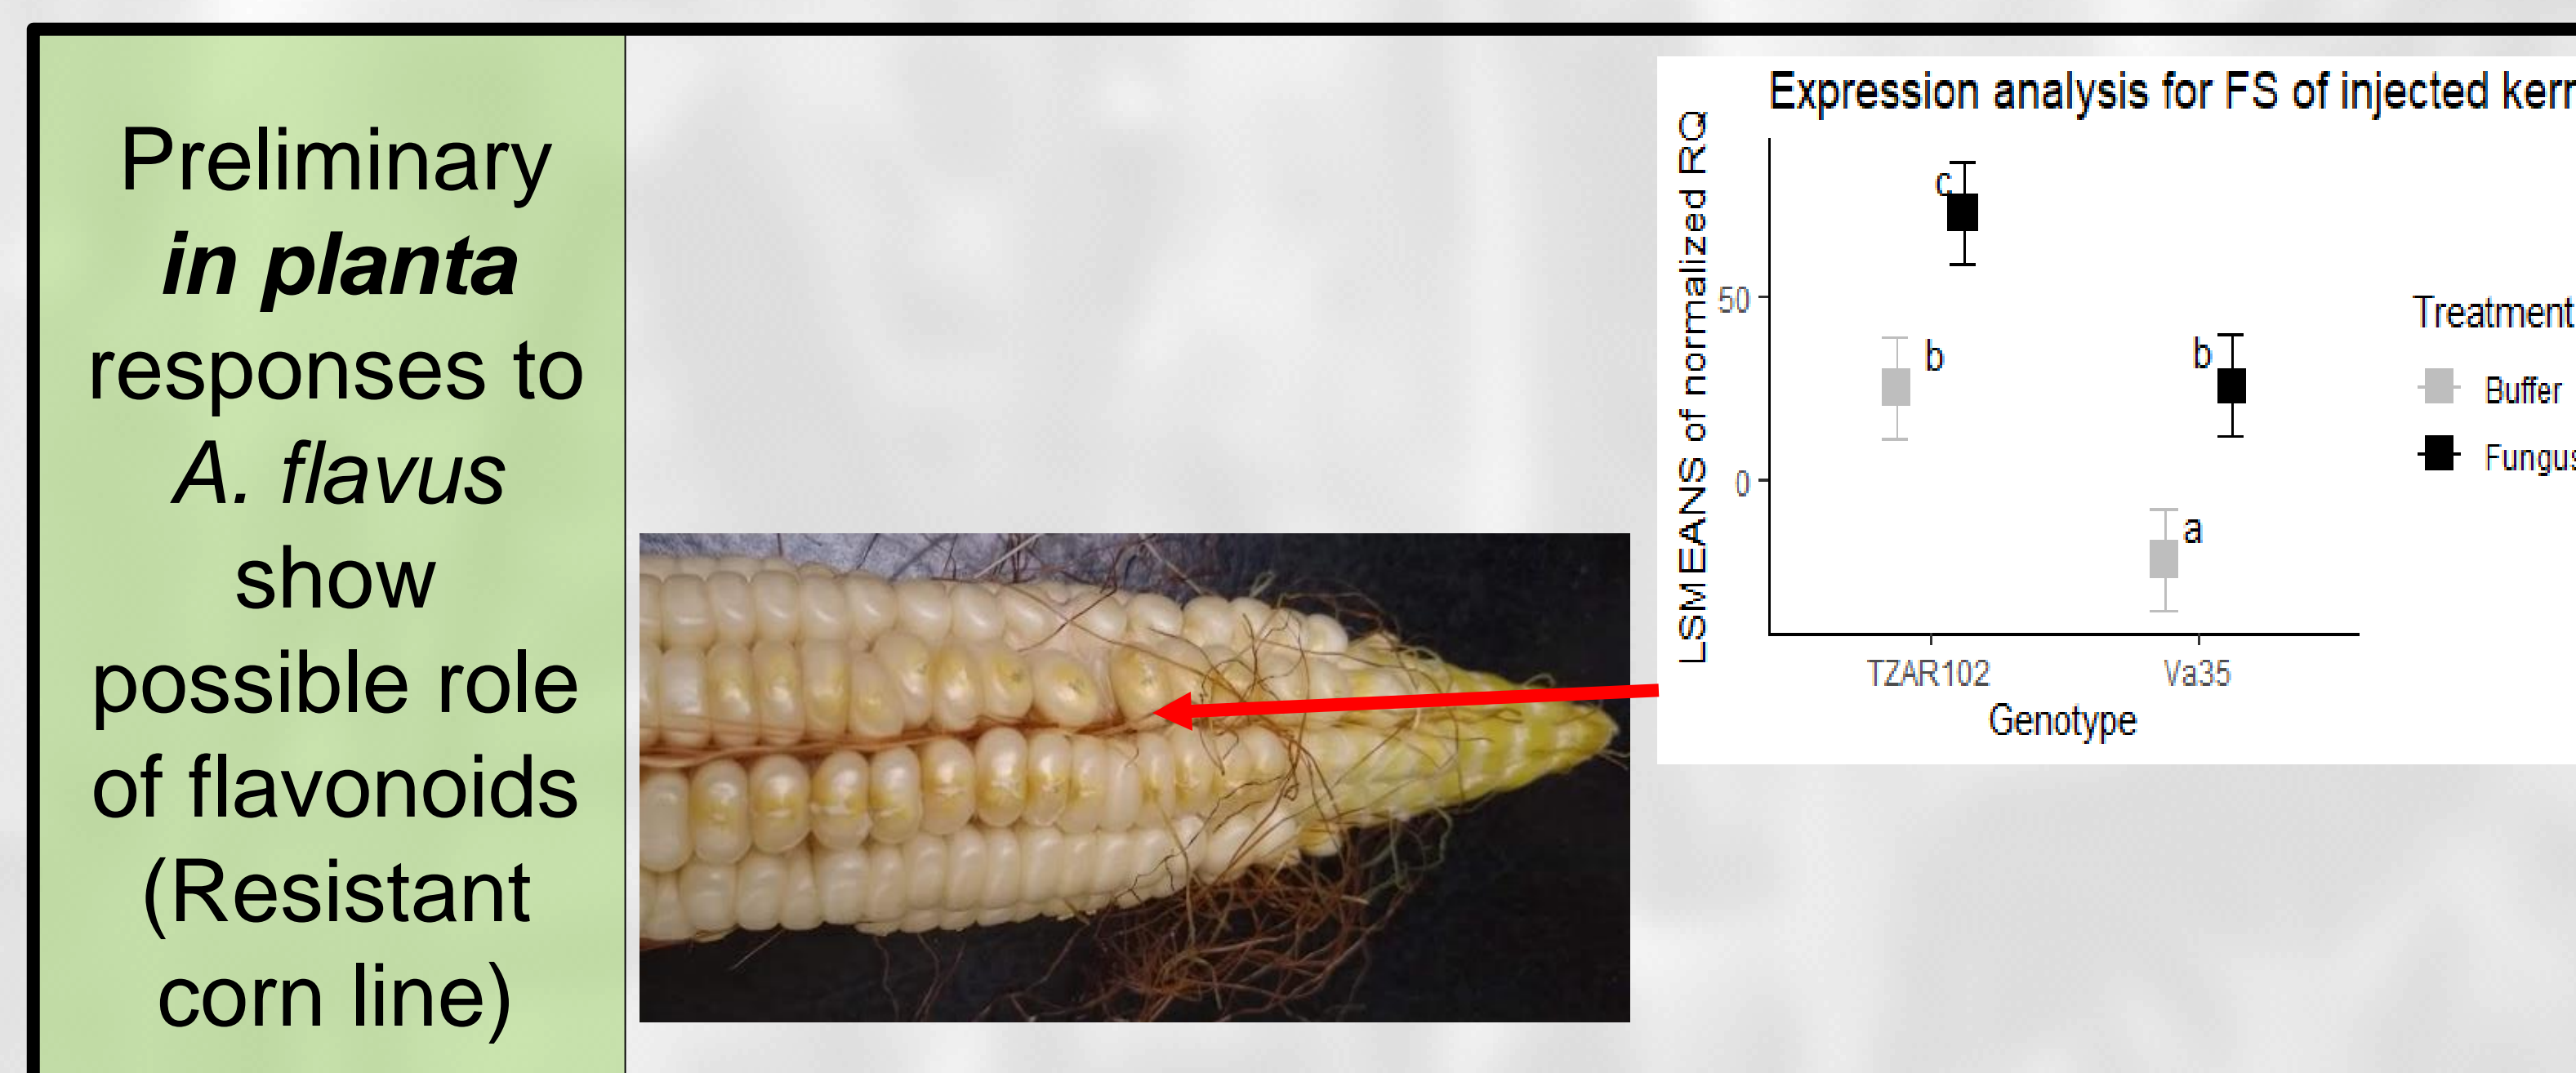 Preliminary
in planta
responses to
A. flavus
show
possible role
of flavonoids
(Resistant
corn line)
Expression analysis for FS of injected kern
LSMEANS of normalized RQ
50
0
c
b
b
a
TZAR102
Va35
Genotype
Treatment
Buffer
Fungus